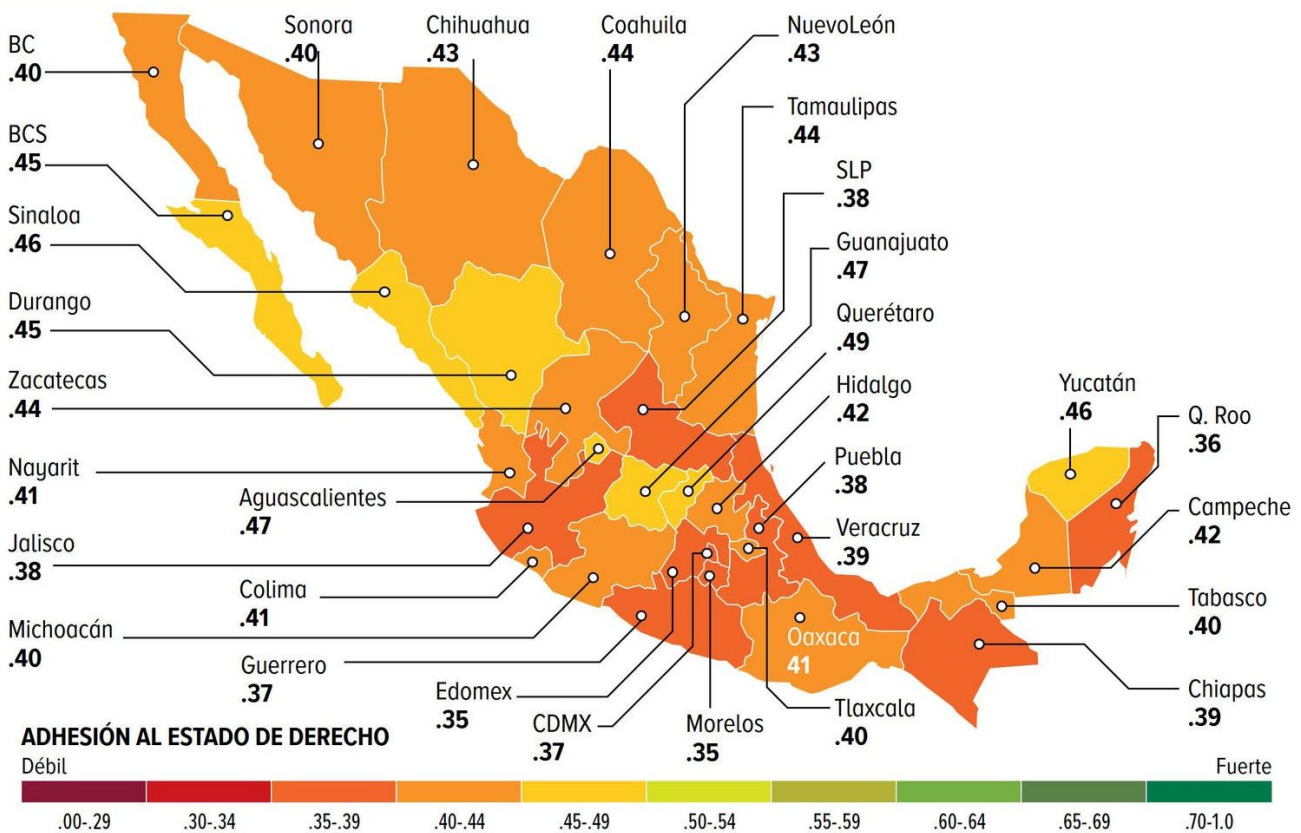 BC
.40
Sonora
.40
Chihuahua
.43
Coahuila
.44
NuevoLeón
.43
Tamaulipas
.44
BCS
.45
SLP
.38
Sinaloa
.46
Guanajuato
.47
Durango
.45
Querétaro
.49
Zacatecas
.44
Hidalgo
.42
Yucatán
.46
Q. Roo
.36
Nayarit
.41
Aguascalientes
.47
Puebla
.38
Campeche
.42
Jalisco
.38
Veracruz
.39
Colima
.41
Tabasco
.40
Michoacán
.40
Guerrero
.37
Oaxaca
41
Edomex
.35
CDMX
.37
Morelos
.35
Tlaxcala
.40
Chiapas
.39
ADHESIÓN AL ESTADO DE DERECHO
Débil Fuerte
.00-.29 .30-.34 .35-.39 .40-.44 .45-.49 .50-.54 .55-.59 .60-.64 .65-.69 .70-1.0